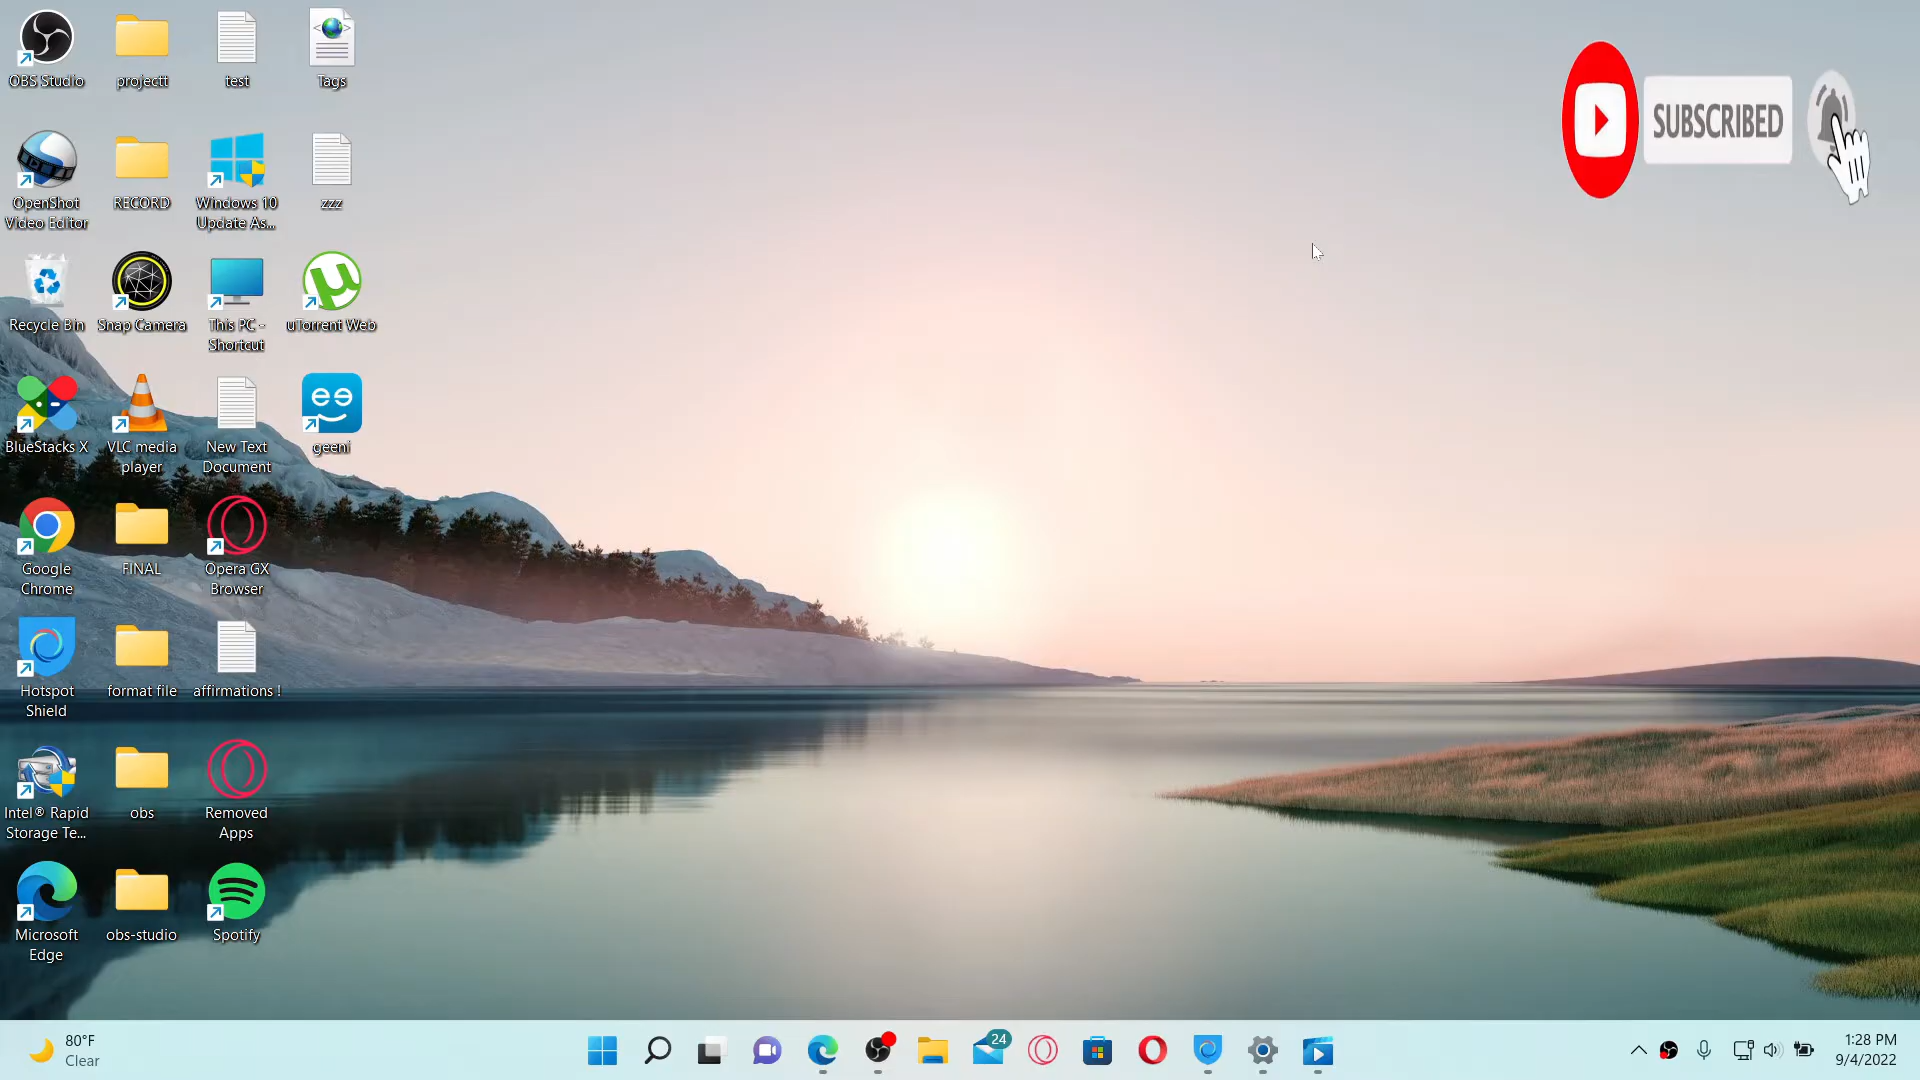 OBS Studio
projectt
test
Tags
OpenShot
Video Editor
RECORD
Windows 10
Update As...
zzz
Recycle Bin
Snap Camera
This PC -
Shortcut
uTorrent Web
BlueStacks X
VLC media
player
New Text
Document
geeni
Google
Chrome
FINAL
Opera GX
Browser
Hotspot
Shield
format file
affirmations !
Intel® Rapid
Storage Te...
obs
Removed
Apps
Microsoft
Edge
obs-studio
Spotify
SUBSCRIBED
80°F
Clear
24
1:28 PM
9/4/2022